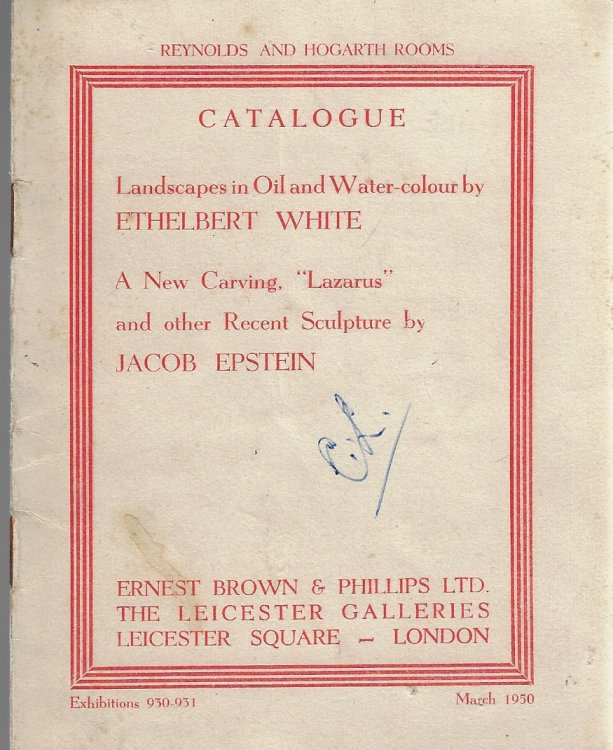 REYNOLDS AND HOGARTH ROOMS
CATALOGUE
Landscapes in Oil and Water-colour by
ETHELBERT WHITE
A New Carving, "Lazarus"
and other Recent Sculpture by
JACOB EPSTEIN
C.L.
ERNEST BROWN & PHILLIPS LTD.
THE LEICESTER GALLERIES
LEICESTER SQUARE – LONDON
Exhibitions 930-931
March 1950